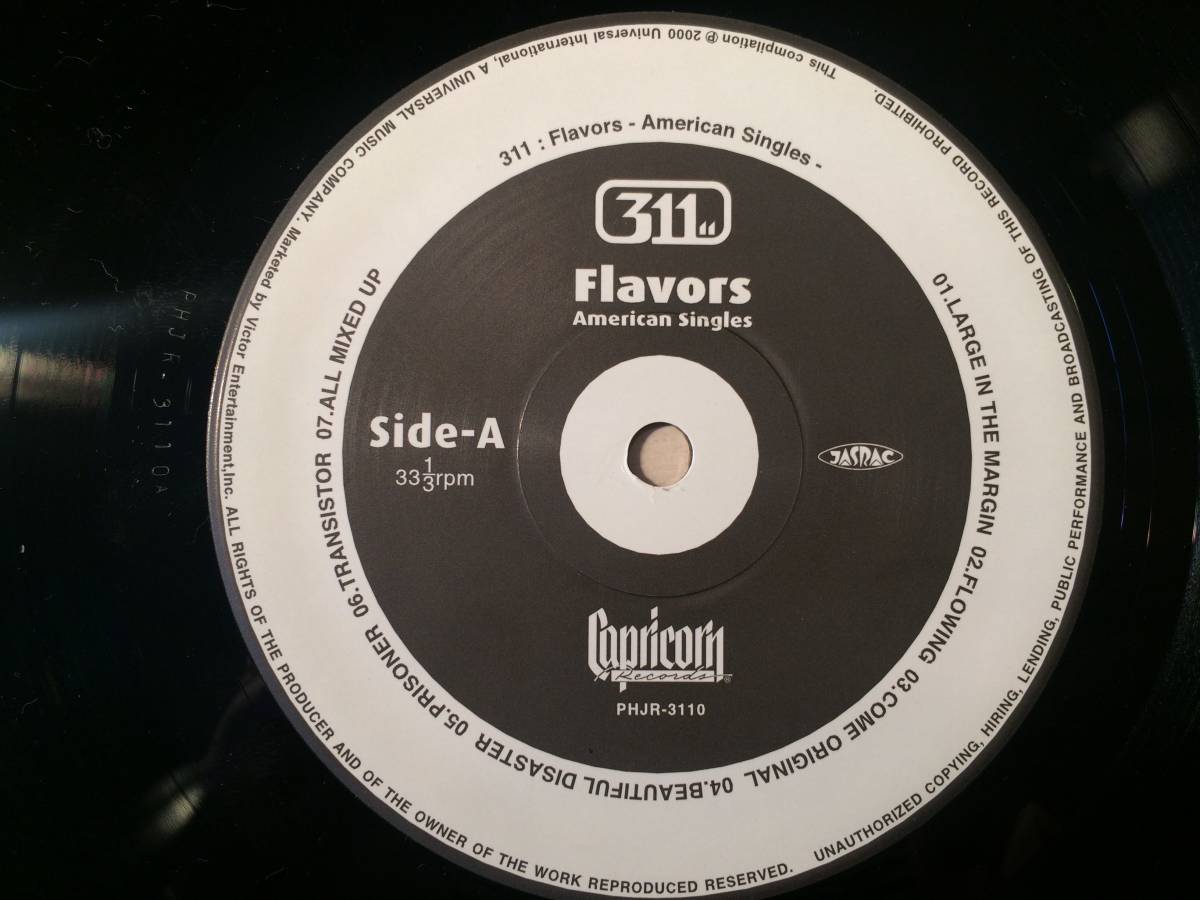 This compilation ℗ 2000 Universal International, A UNIVERSAL MUSIC COMPANY. Marketed by Victor Entertainment,Inc. ALL RIGHTS OF THE PRODUCER AND OF THE OWNER OF THE WORK REPRODUCED RESERVED. UNAUTHORIZED COPYING, HIRING, LENDING, PUBLIC PERFORMANCE AND BROADCASTING OF THIS RECORD PROHIBITED.
311 : Flavors - American Singles -
311
Flavors
American Singles
01.LARGE IN THE MARGIN 02.FLOWING 03.COME ORIGINAL 04.BEAUTIFUL DISASTER 05.PRISONER 06.TRANSISTOR 07.ALL MIXED UP
Side-A
33 1/3 rpm
JASRAC
Capricorn
Records®
PHJR-3110
PHJR-3110A